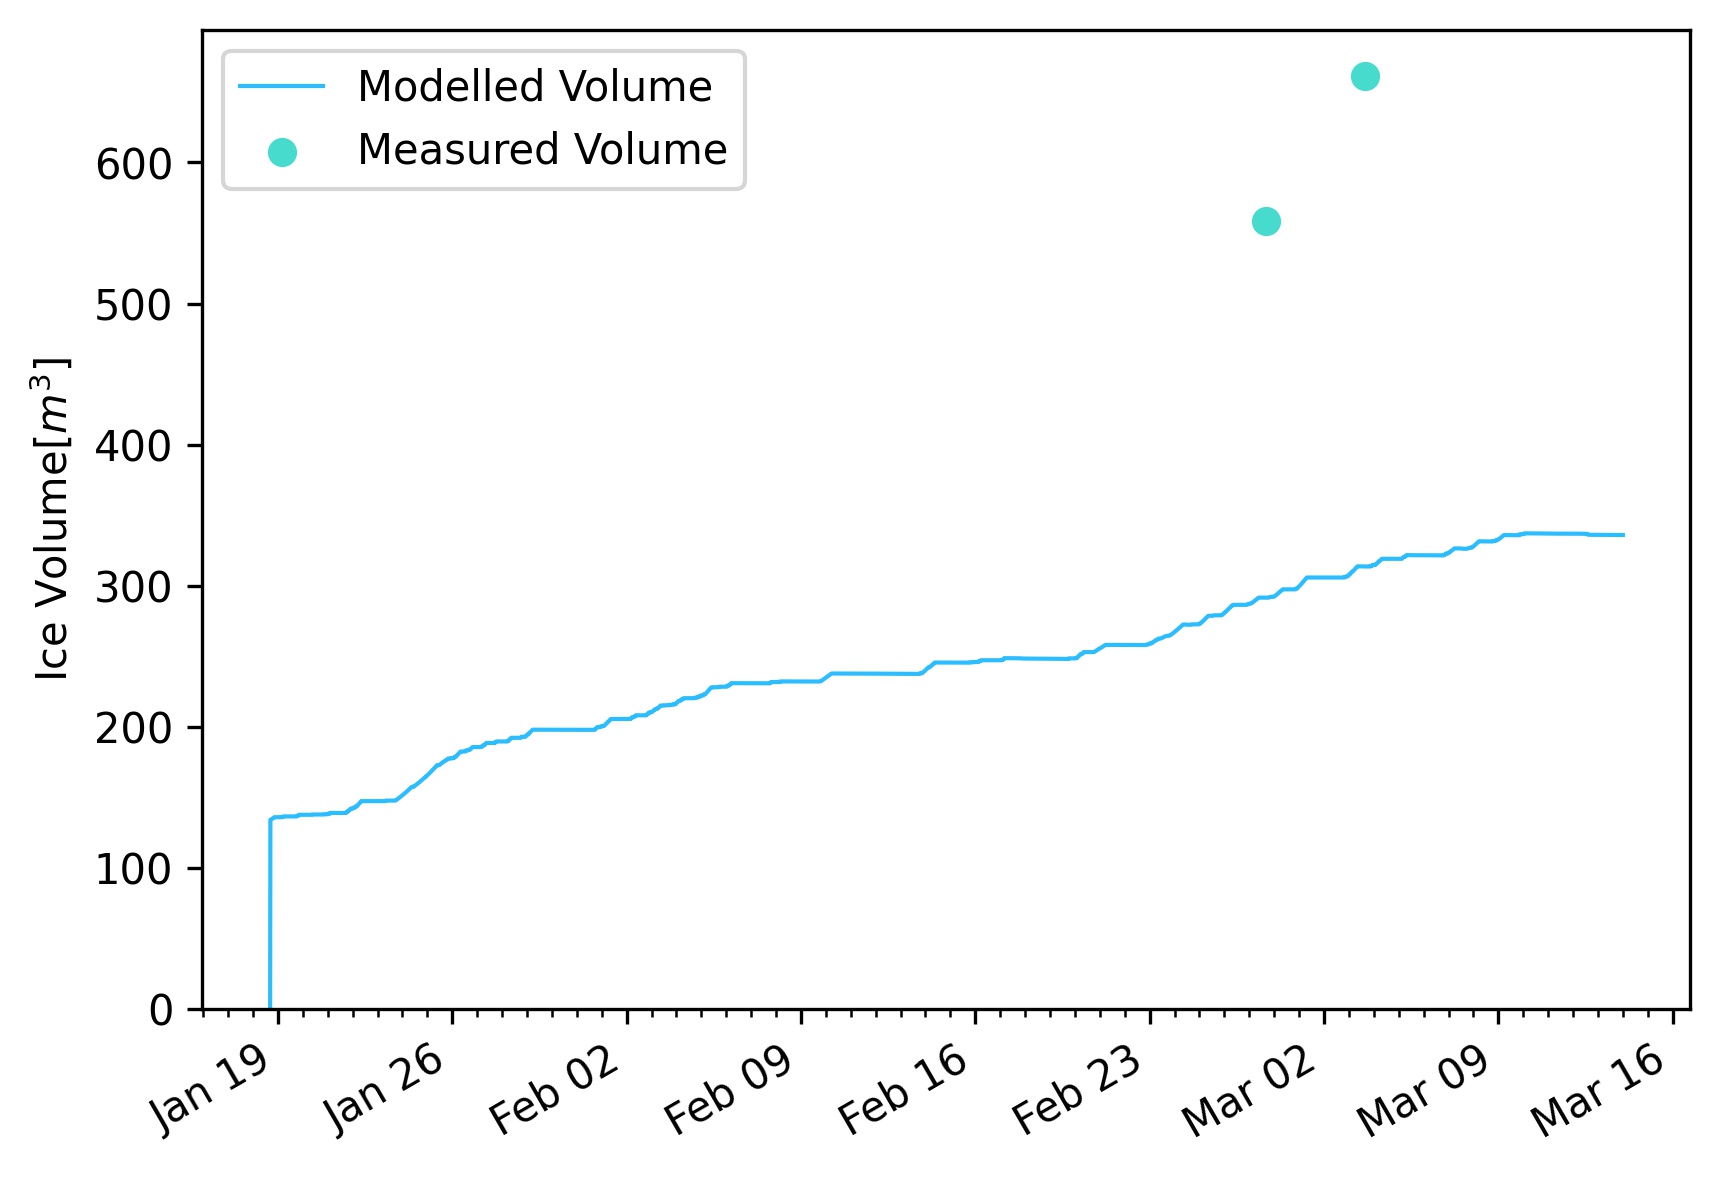 Modelled Volume
Measured Volume
Ice Volume[m³]
600
500
400
300
200
100
0
Jan 19
Jan 26
Feb 02
Feb 09
Feb 16
Feb 23
Mar 02
Mar 09
Mar 16